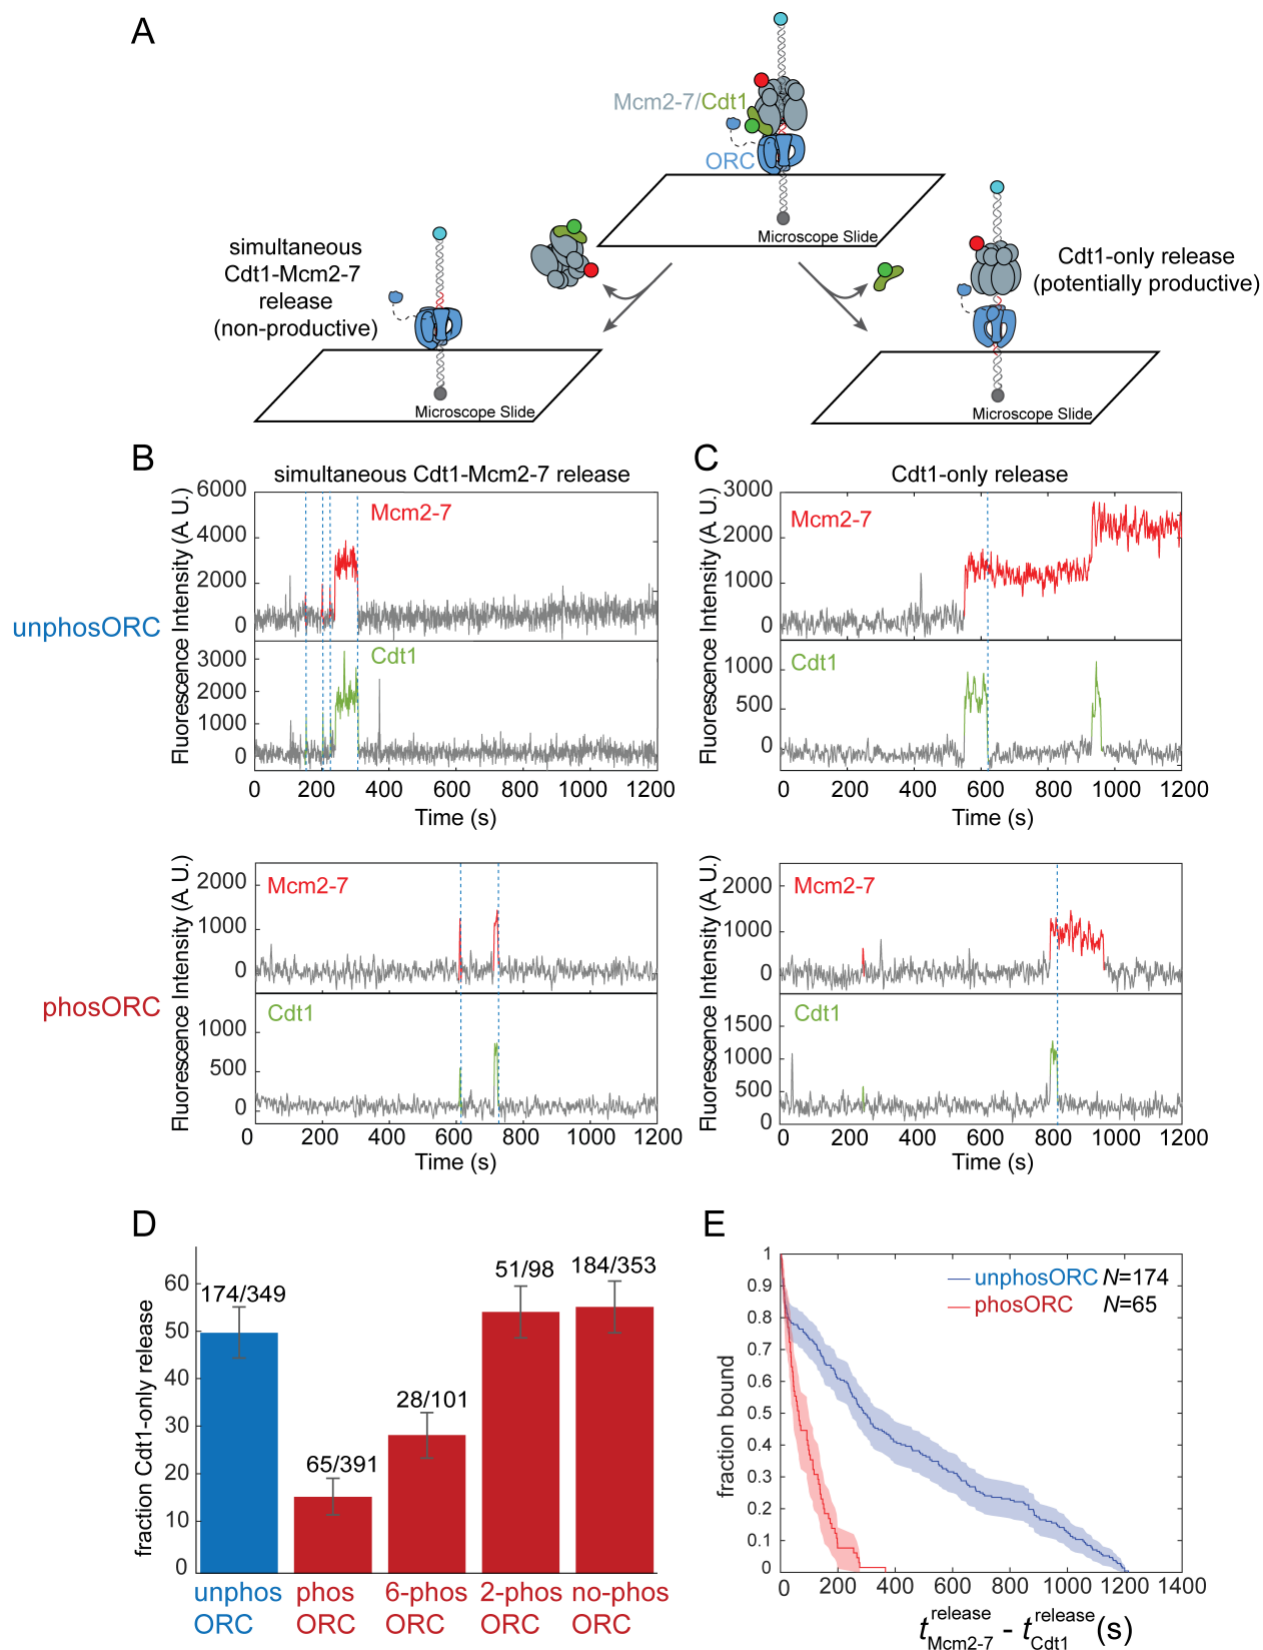 A
Mcm2-7/Cdt1
ORC
Microscope Slide
simultaneous
Cdt1-Mcm2-7
release
(non-productive)
Microscope Slide
Cdt1-only release
(potentially productive)
Microscope Slide
B
simultaneous Cdt1-Mcm2-7 release
unphosORC
Fluorescence Intensity (A. U.)
6000
4000
2000
0
Mcm2-7
Fluorescence Intensity (A. U.)
3000
2000
1000
0
Cdt1
0 200 400 600 800 1000 1200
Time (s)
C
Cdt1-only release
Fluorescence Intensity (A. U.)
3000
2000
1000
0
Mcm2-7
1000
500
0
Cdt1
0 200 400 600 800 1000 1200
Time (s)
phosORC
Fluorescence Intensity (A. U.)
2000
1000
0
Mcm2-7
1000
500
0
Cdt1
0 200 400 600 800 1000 1200
Time (s)
Fluorescence Intensity (A. U.)
2000
1000
0
Mcm2-7
1500
1000
500
0
Cdt1
0 200 400 600 800 1000 1200
Time (s)
D
fraction Cdt1-only release
60
50
40
30
20
10
0
174/349
65/391
28/101
51/98
184/353
unphos phos 6-phos 2-phos no-phos
ORC ORC ORC ORC ORC
E
fraction bound
1
0.9
0.8
0.7
0.6
0.5
0.4
0.3
0.2
0.1
0
unphosORC N=174
phosORC N=65
0 200 400 600 800 1000 1200 1400
t release Mcm2-7 - t release Cdt1 (s)